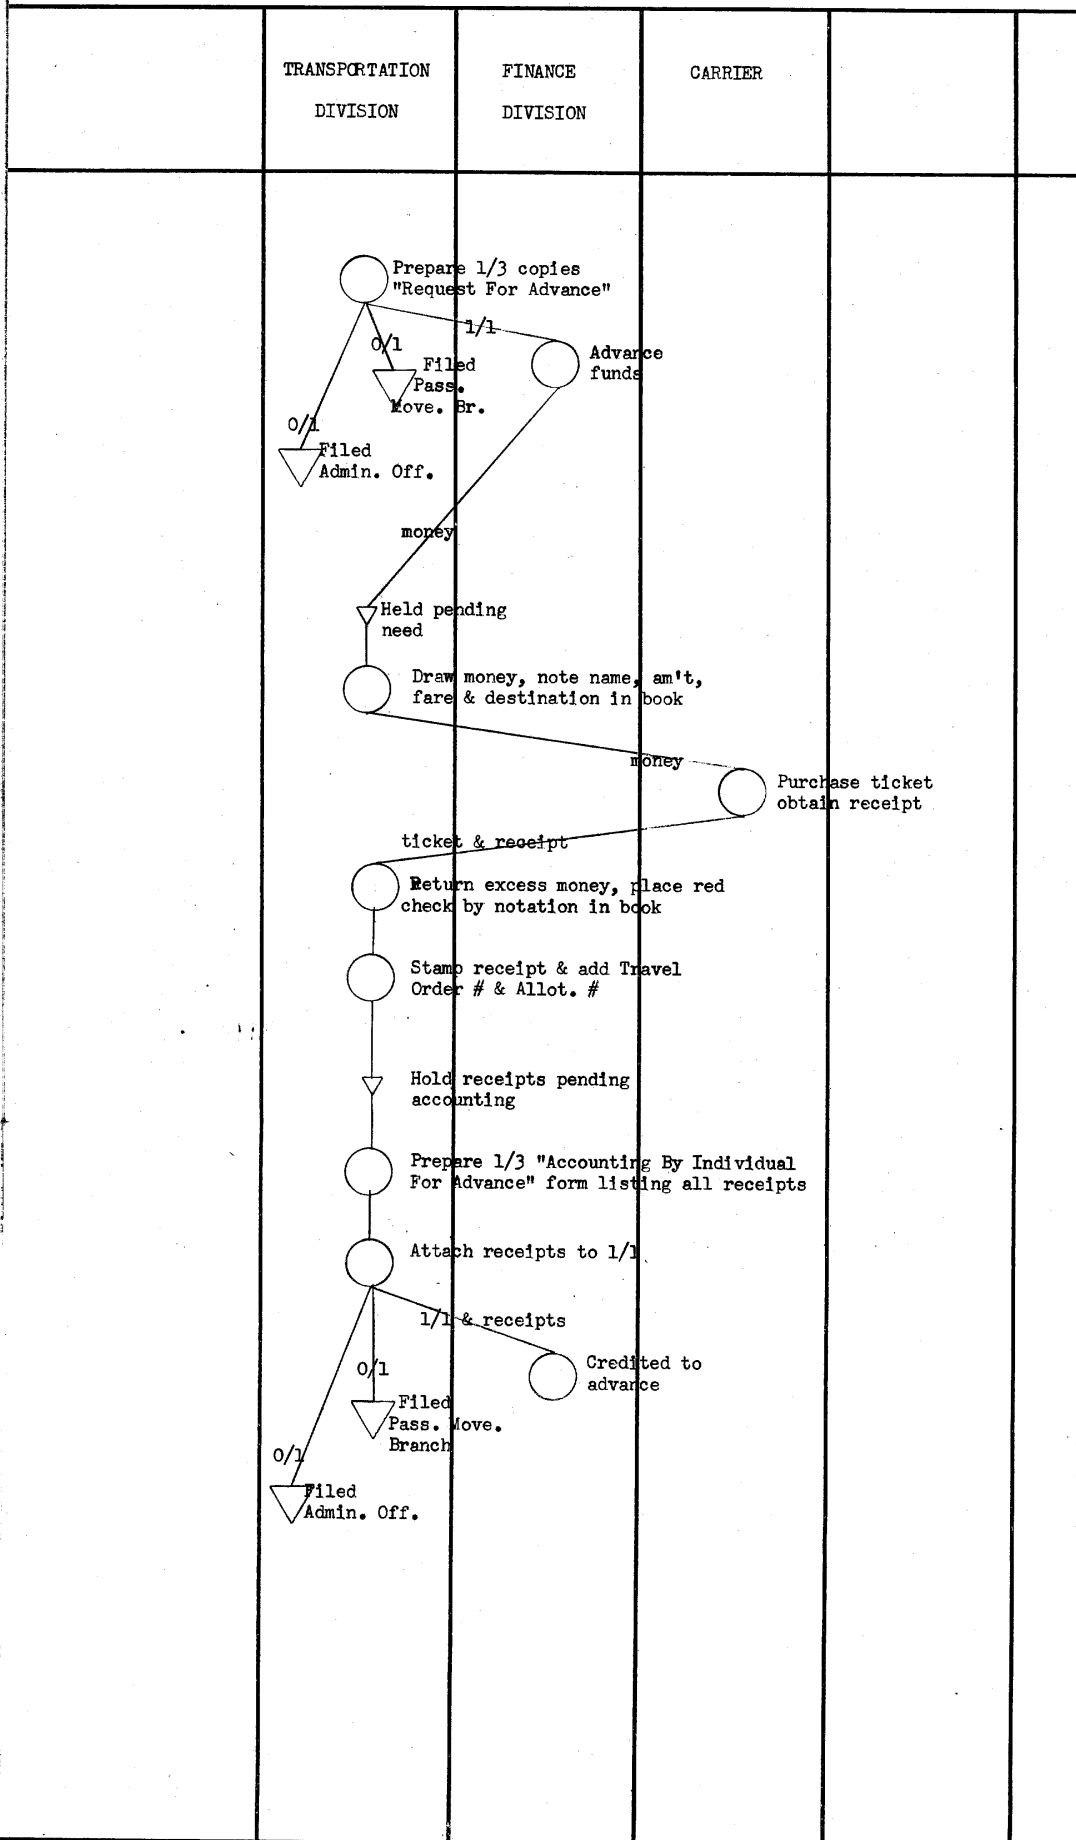 TRANSPORTATION
DIVISION
FINANCE
DIVISION
CARRIER
Prepare 1/3 copies
"Request For Advance"
1/1
0/1
Advance
funds
Filed
Pass.
Move. Br.
0/1
Filed
Admin. Off.
money
Held pending
need
Draw money, note name, am't,
fare & destination in book
money
Purchase ticket
obtain receipt
ticket & receipt
Return excess money, place red
check by notation in book
Stamp receipt & add Travel
Order # & Allot. #
Hold receipts pending
accounting
Prepare 1/3 "Accounting By Individual
For Advance" form listing all receipts
Attach receipts to 1/1
1/1 & receipts
0/1
Credited to
advance
Filed
Pass. Move.
Branch
0/1
Filed
Admin. Off.